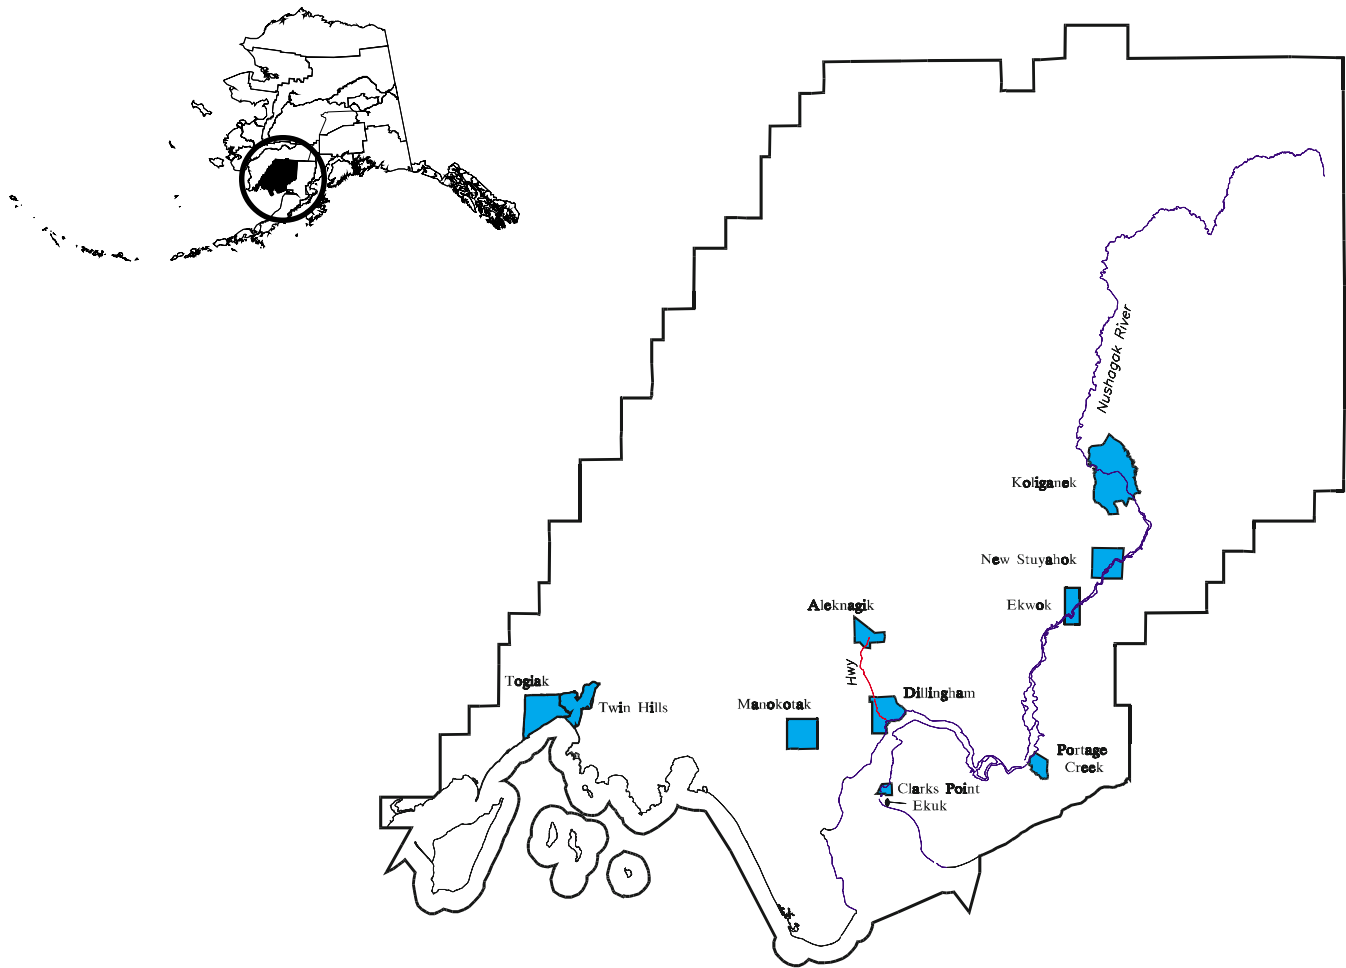 Nushagak River
Koliganek
New Stuyahok
Ekwok
Aleknagik
Hwy
Togiak
Twin Hills
Manokotak
Dillingham
Portage
Creek
Clarks Point
Ekuk